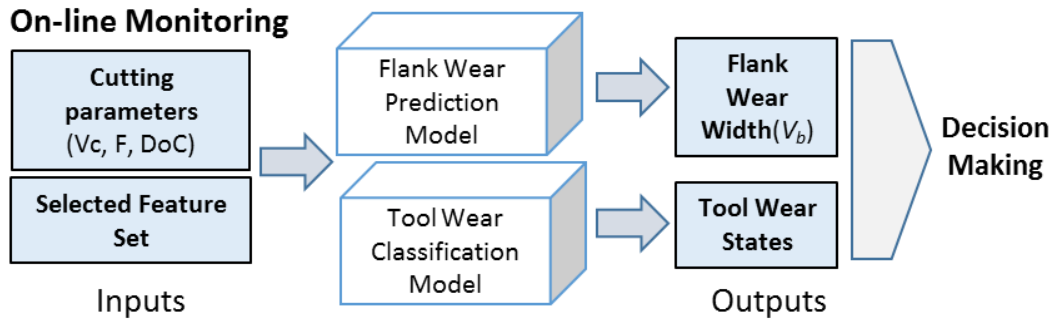 On-line Monitoring
Cutting
parameters
(Vc, F, DoC)
Selected Feature
Set
Inputs
Flank Wear
Prediction
Model
Tool Wear
Classification
Model
Flank
Wear
Width(V_b)
Tool Wear
States
Outputs
Decision
Making